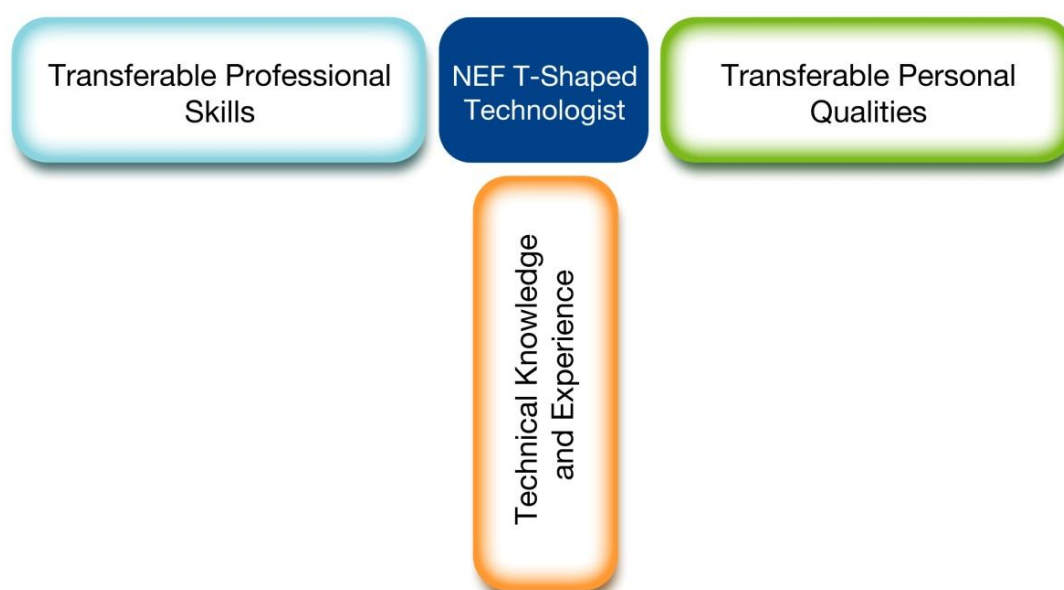 Transferable Professional
Skills
NEF T-Shaped
Technologist
Transferable Personal
Qualities
Technical Knowledge
and Experience